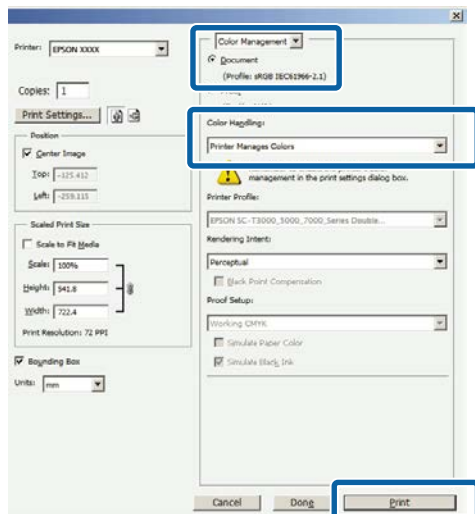 Printer: EPSON XXXX
Copies: 1
Print Settings...
Position
Center Image
Top: -125.412
Left: -259.115
Scaled Print Size
Scale to Fit Media
Scale: 100%
Height: 541.8
Width: 722.4
Print Resolution: 72 PPI
Bounding Box
Units: mm
Color Management
Document
(Profile: sRGB IEC61966-2.1)
Color Handling:
Printer Manages Colors
management in the print settings dialog box.
Printer Profile:
EPSON SC-T3000_5000_7000_Series Double...
Rendering Intent:
Perceptual
Black Point Compensation
Proof Setup:
Working CMYK
Simulate Paper Color
Simulate Black Ink
Cancel
Done
Print